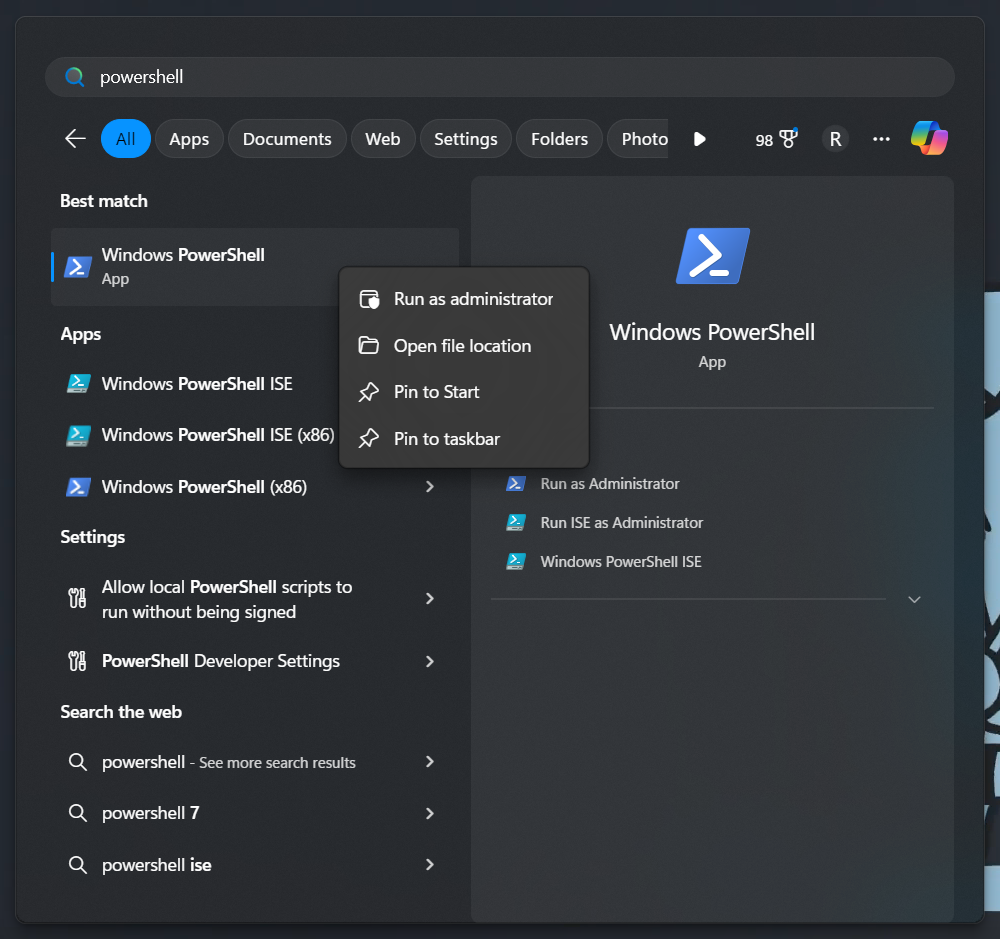 powershell
All
Apps
Documents
Web
Settings
Folders
Photo
98
R
Best match
Windows PowerShell
App
Apps
Windows PowerShell ISE
Windows PowerShell ISE (x86)
Windows PowerShell (x86)
Settings
Allow local PowerShell scripts to
run without being signed
PowerShell Developer Settings
Search the web
powershell - See more search results
powershell 7
powershell ise
Run as administrator
Open file location
Pin to Start
Pin to taskbar
Windows PowerShell
App
Run as Administrator
Run ISE as Administrator
Windows PowerShell ISE